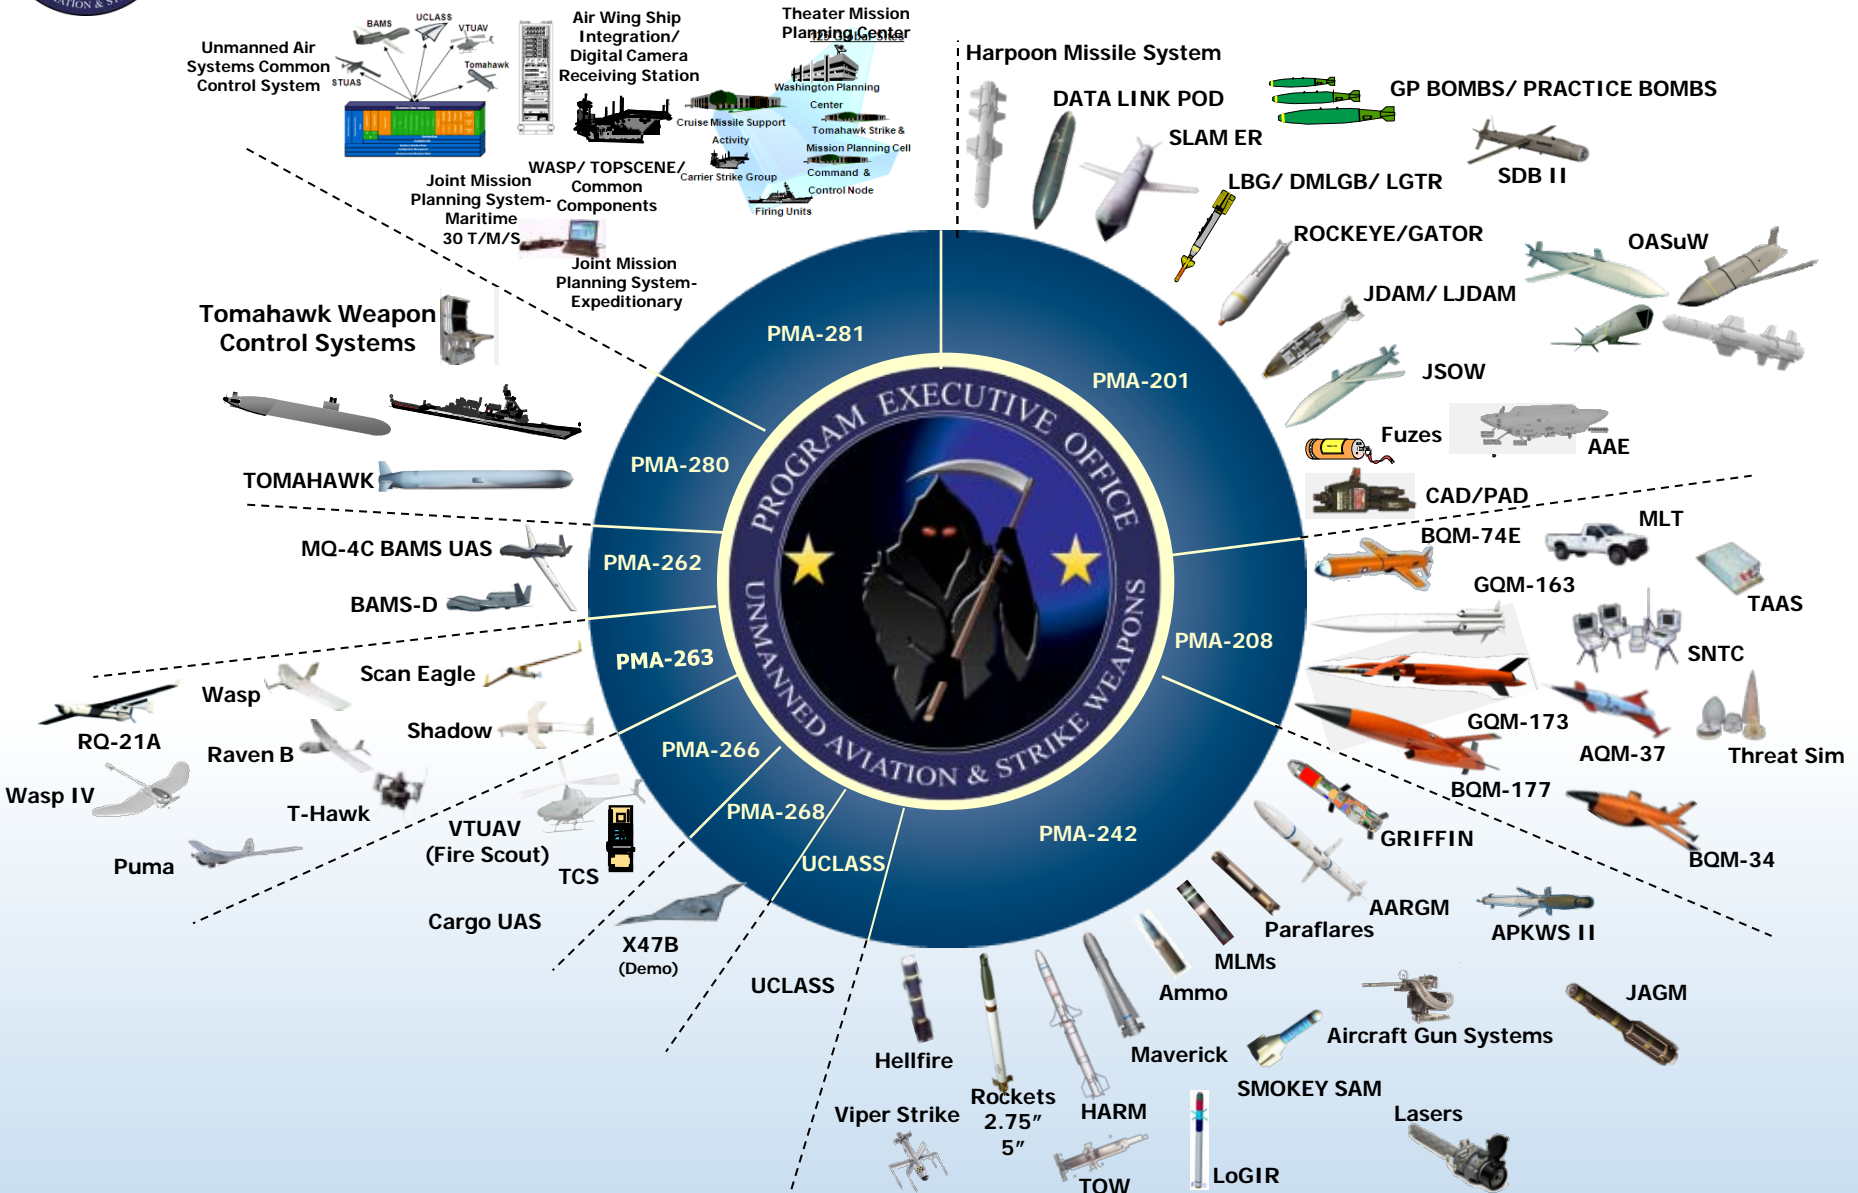 AVIATION & ST
Unmanned Air
Systems Common
Control System
BAMS
UCLASS
VTUAV
STUAS
Tomahawk
Air Wing Ship
Integration/
Digital Camera
Receiving Station
Theater Mission
Planning Center
125 Global Sites
Washington Planning
Center
Cruise Missile Support
Activity
Tomahawk Strike &
Mission Planning Cell
Carrier Strike Group
Command &
Control Node
Firing Units
Joint Mission
Planning System-
Maritime
30 T/M/S
WASP/ TOPSCENE/
Common
Components
Joint Mission
Planning System-
Expeditionary
Harpoon Missile System
DATA LINK POD
SLAM ER
GP BOMBS/ PRACTICE BOMBS
SDB II
LBG/ DMLGB/ LGTR
ROCKEYE/GATOR
OASuW
JDAM/ LJDAM
JSOW
Fuzes
AAE
CAD/PAD
Tomahawk Weapon
Control Systems
TOMAHAWK
MQ-4C BAMS UAS
BAMS-D
PMA-281
PMA-201
PMA-280
PMA-262
PMA-263
PMA-208
PMA-266
PMA-268
UCLASS
PMA-242
PROGRAM EXECUTIVE OFFICE
UNMANNED AVIATION & STRIKE WEAPONS
BQM-74E
MLT
GQM-163
TAAS
SNTC
GQM-173
AQM-37
Threat Sim
BQM-177
BQM-34
Scan Eagle
Wasp
RQ-21A
Shadow
Raven B
Wasp IV
T-Hawk
Puma
VTUAV
(Fire Scout)
TCS
Cargo UAS
X47B
(Demo)
UCLASS
GRIFFIN
AARGM
APKWS II
Paraflares
MLMs
Ammo
JAGM
Aircraft Gun Systems
Maverick
Hellfire
SMOKEY SAM
Rockets
2.75”
5”
HARM
Viper Strike
Lasers
TOW
LoGIR